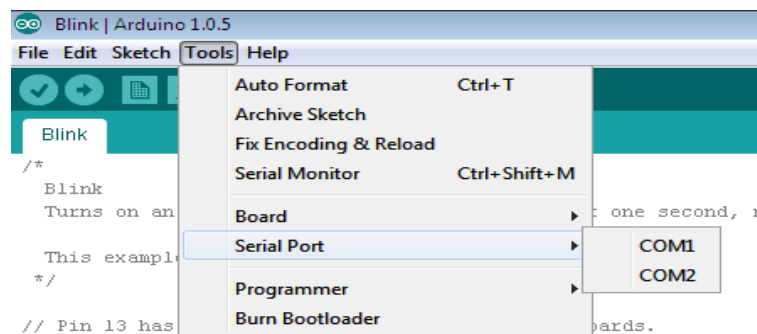 Blink | Arduino 1.0.5
File Edit Sketch Tools Help
Auto Format Ctrl+T
Archive Sketch
Fix Encoding & Reload
Serial Monitor Ctrl+Shift+M
Board
Serial Port
COM1
COM2
Programmer
Burn Bootloader
Blink
/*
Blink
Turns on an one second,
This
*/
// Pin 13 has